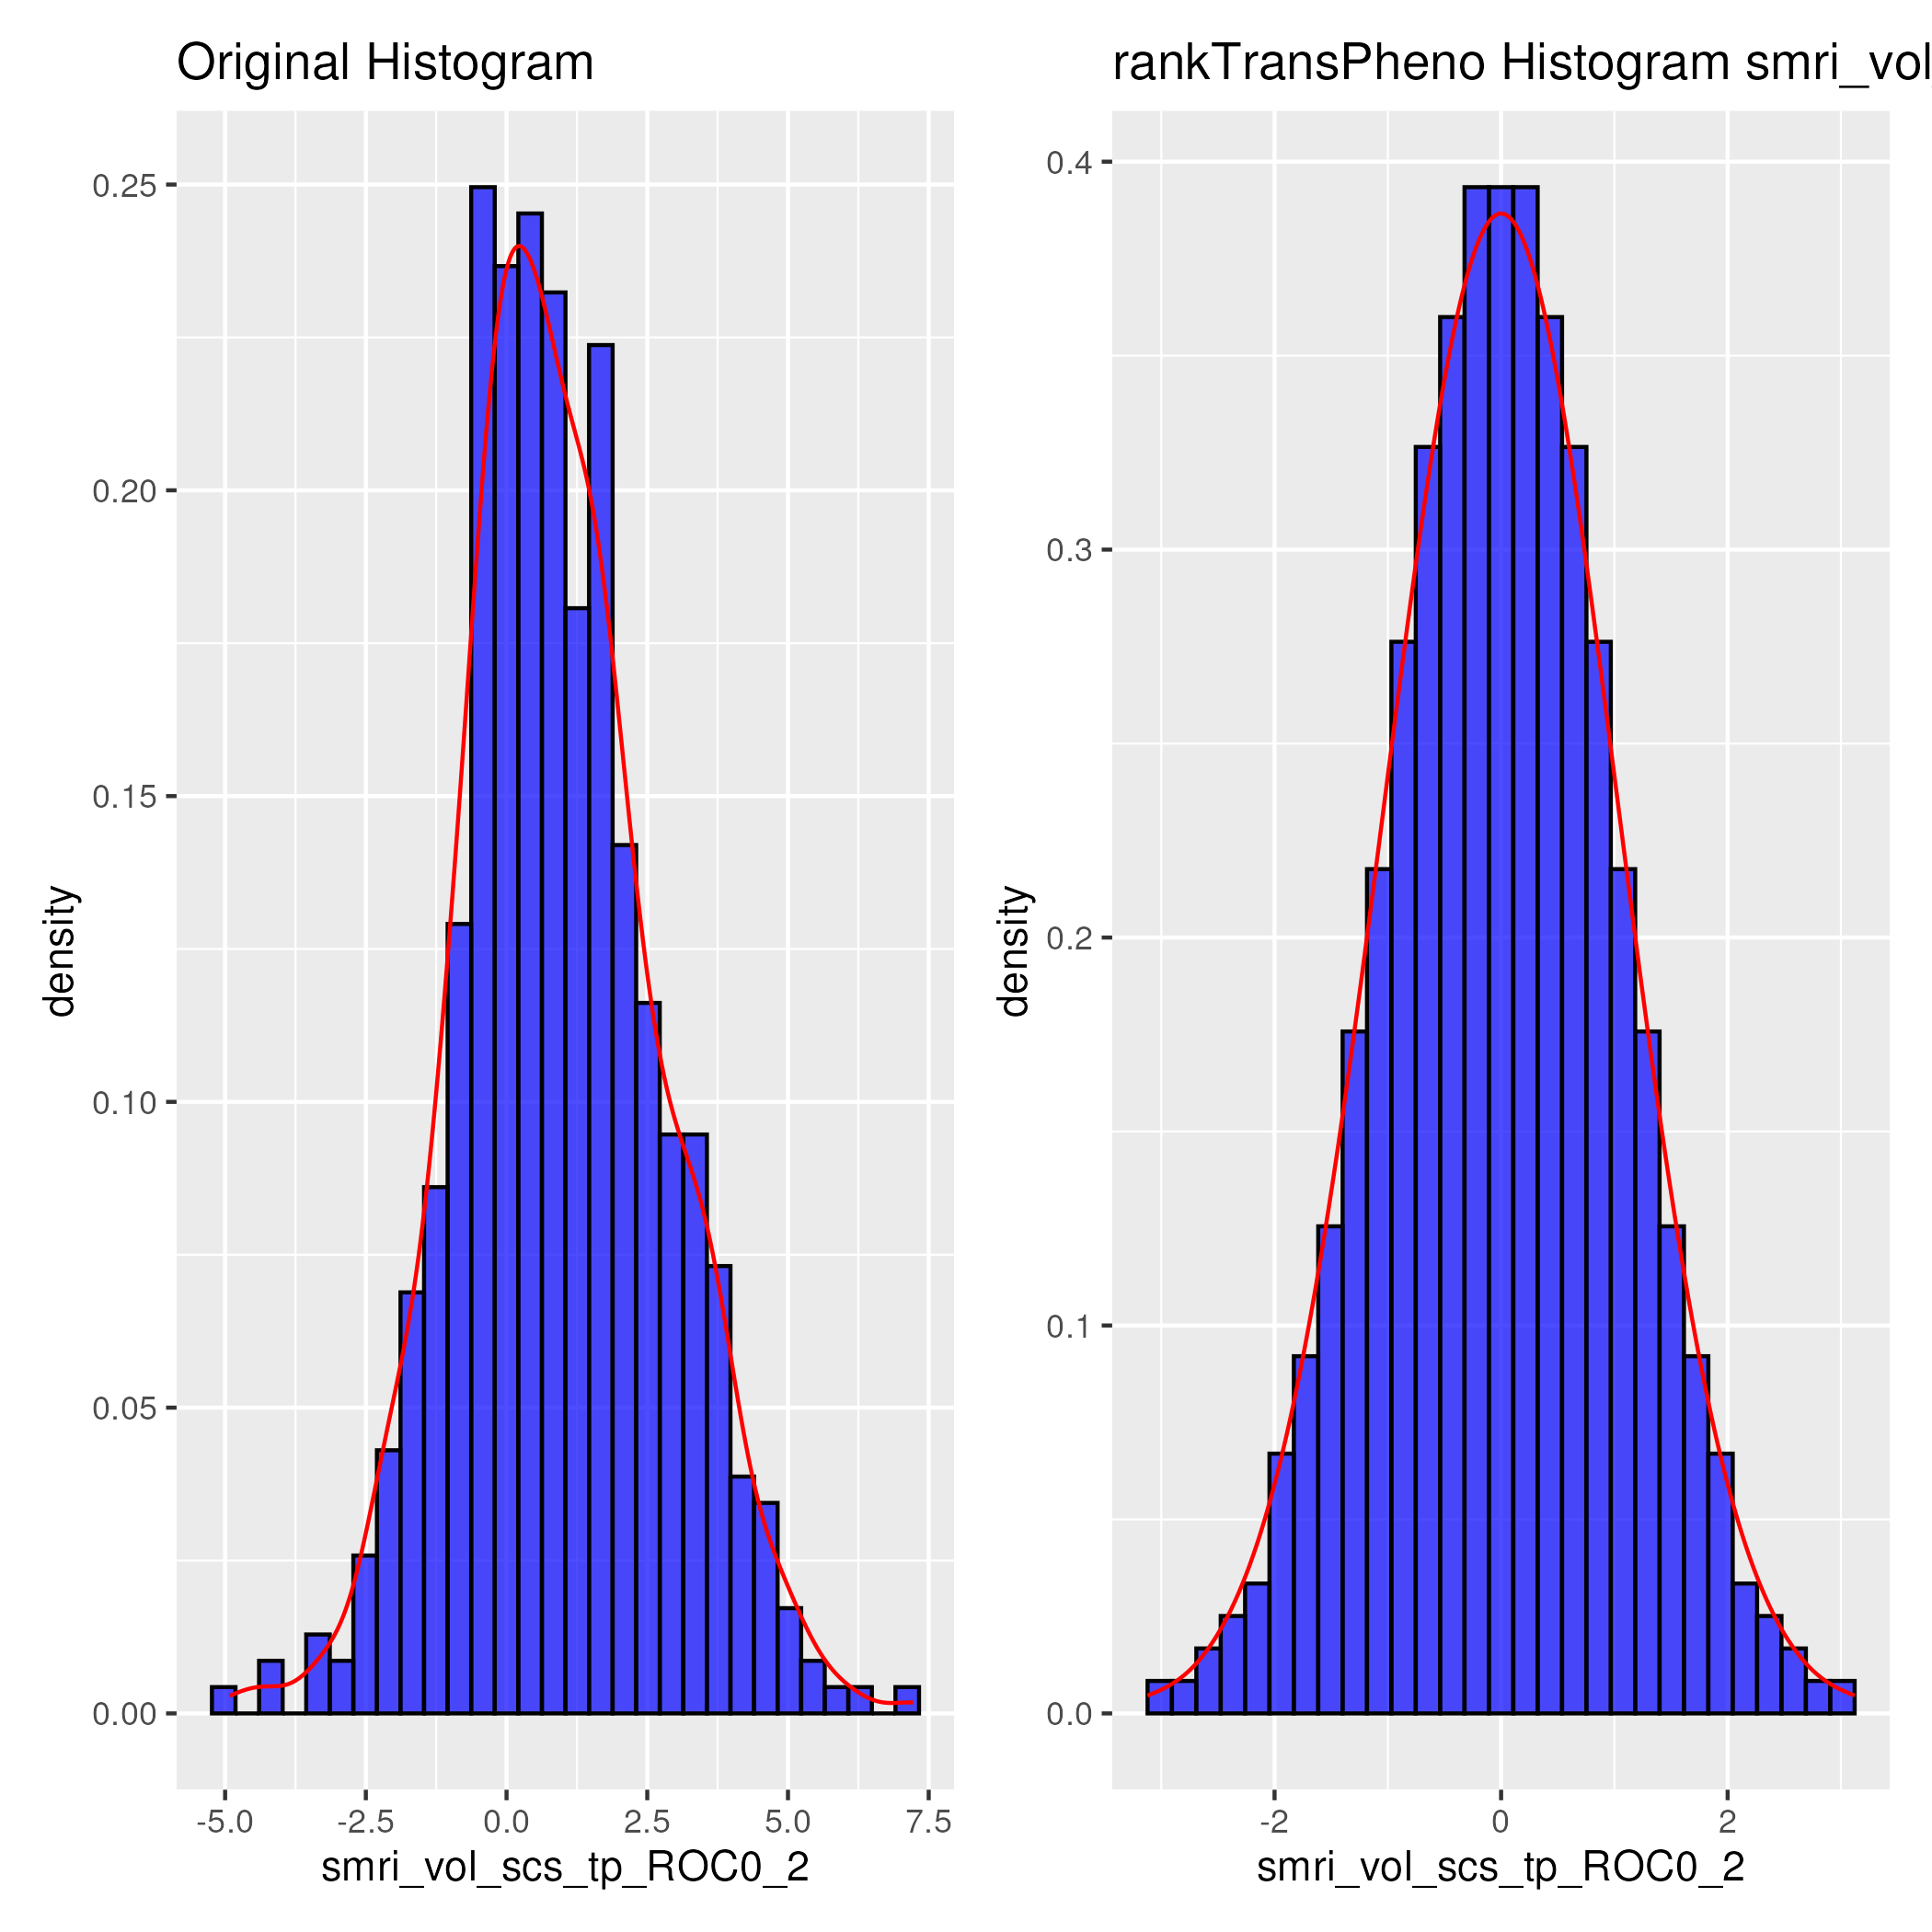 Original Histogram
density
0.25
0.20
0.15
0.10
0.05
0.00
-5.0 -2.5 0.0 2.5 5.0 7.5
smri_vol_scs_tp_ROC0_2
rankTransPheno Histogram smri_vol_
density
0.4
0.3
0.2
0.1
0.0
-2 0 2
smri_vol_scs_tp_ROC0_2